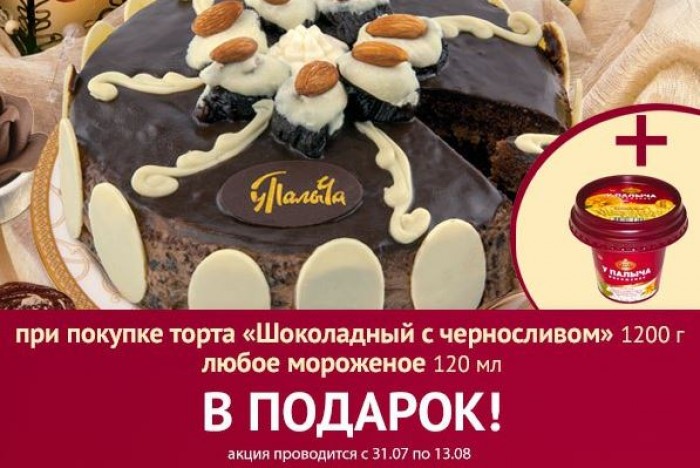 у Палыча
+
У ПАЛЫЧА
при покупке торта «Шоколадный с черносливом» 1200 г
любое мороженое 120 мл
В ПОДАРОК!
акция проводится с 31.07 по 13.08